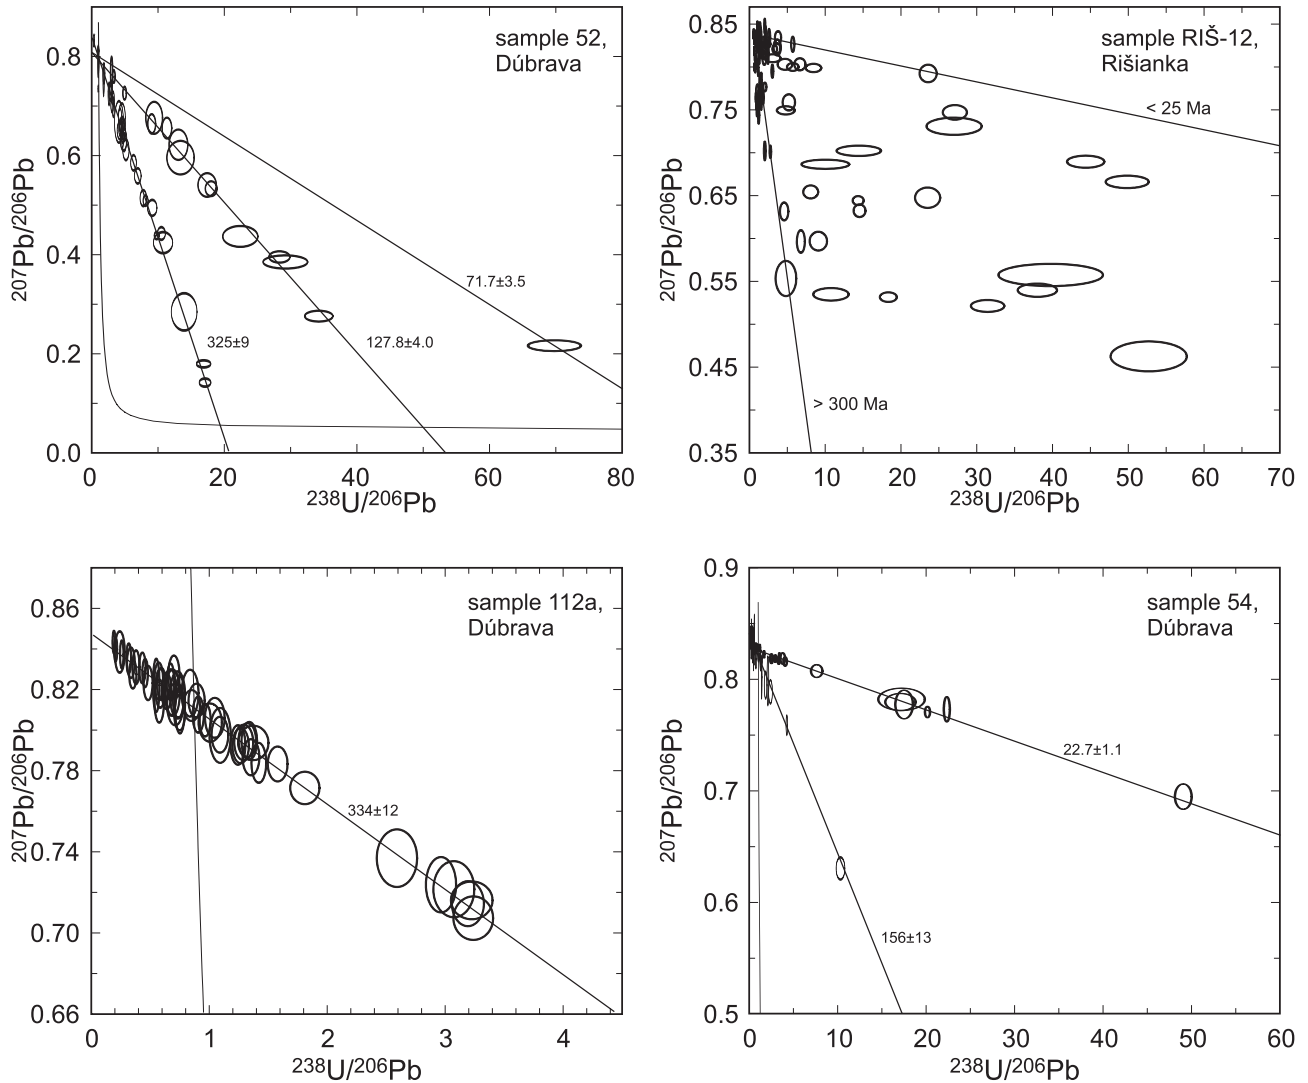 sample 52,
Dúbrava
0.8
0.6
0.4
0.2
0.0
207Pb/206Pb
71.7±3.5
325±9
127.8±4.0
0 20 40 60 80
238U/206Pb
sample RIŠ-12,
Rišianka
0.85
0.75
0.65
0.55
0.45
0.35
207Pb/206Pb
< 25 Ma
> 300 Ma
0 10 20 30 40 50 60 70
238U/206Pb
sample 112a,
Dúbrava
0.86
0.82
0.78
0.74
0.70
0.66
207Pb/206Pb
334±12
0 1 2 3 4
238U/206Pb
sample 54,
Dúbrava
0.9
0.8
0.7
0.6
0.5
207Pb/206Pb
22.7±1.1
156±13
0 10 20 30 40 50 60
238U/206Pb